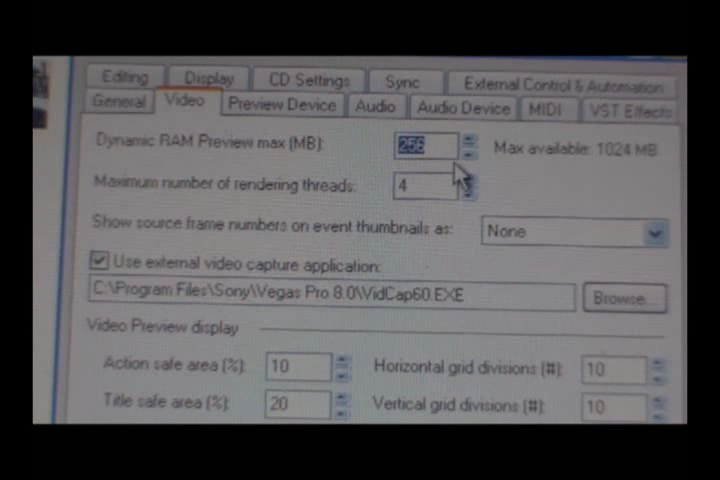 Editing Display CD Settings Sync External Control & Automation
General Video Preview Device Audio Audio Device MIDI VST Effects
Dynamic RAM Preview max (MB): 256 Max available: 1024 MB
Maximum number of rendering threads: 4
Show source frame numbers on event thumbnails as: None
Use external video capture application:
C:\Program Files\Sony\Vegas Pro 8.0\VidCap60.EXE Browse...
Video Preview display
Action safe area (%): 10 Horizontal grid divisions (#): 10
Title safe area (%): 20 Vertical grid divisions (#): 10